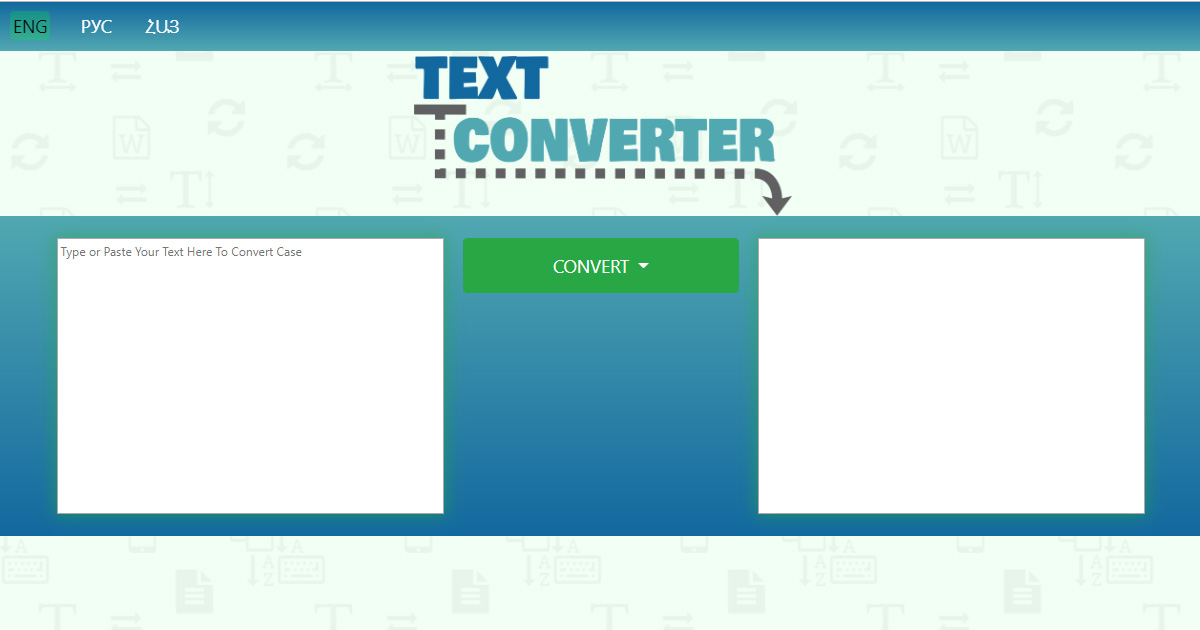 ENG РУС ՀԱՅ
TEXT
CONVERTER
Type or Paste Your Text Here To Convert Case
CONVERT